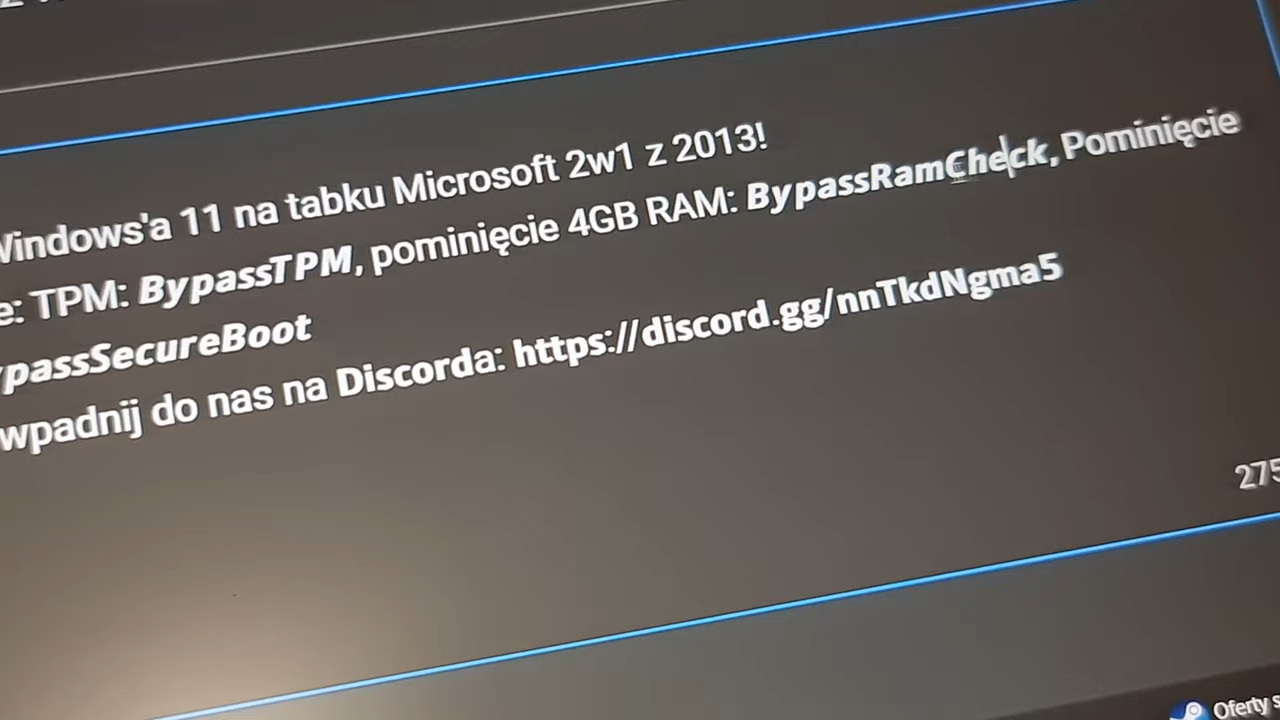 Windows'a 11 na tabku Microsoft 2w1 z 2013!
e: TPM: BypassTPM, pominięcie 4GB RAM: BypassRamCheck, Pominięcie
ypassSecureBoot
wpadnij do nas na Discorda: https://discord.gg/nnTkdNgma5
275
Oferty s